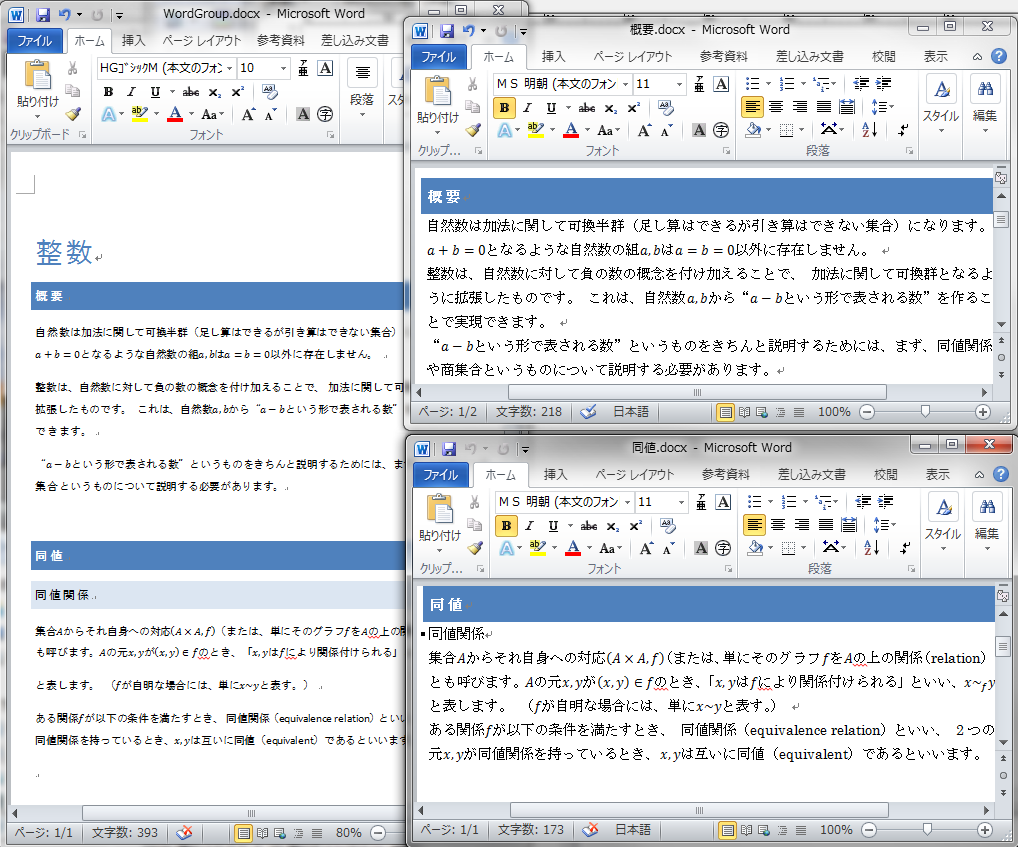 WordGroup.docx - Microsoft Word
ファイル ホーム 挿入 ページ レイアウト 参考資料 差し込み文書
貼り付け
HGｺﾞｼｯｸM (本文のフォン 10
段落
クリップボード フォント
整数
概要
自然数は加法に関して可換半群（足し算はできるが引き算はできない集合）
a + b = 0となるような自然数の組a,bはa = b = 0以外に存在しません。
整数は、自然数に対して負の数の概念を付け加えることで、 加法に関して可
拡張したものです。 これは、自然数a,bから“a − bという形で表される数”
できます。
“a − bという形で表される数”というものをきちんと説明するためには、ま
集合というものについて説明する必要があります。
同値
同値関係
集合Aからそれ自身への対応(A × A, f)（または、単にそのグラフfをAの上の関
も呼びます。Aの元x,yが(x,y) ∈ fのとき、「x,yはfにより関係付けられる」
と表します。 （fが自明な場合には、単にx~yと表す。）
ある関係fが以下の条件を満たすとき、 同値関係（equivalence relation）とい
同値関係を持っているとき、x,yは互いに同値（equivalent）であるといいます
ページ: 1/1 文字数: 393 80%
概要.docx - Microsoft Word
ファイル ホーム 挿入 ページ レイアウト 参考資料 差し込み文書 校閲 表示
貼り付け
ＭＳ 明朝 (本文のフォン 11
スタイル 編集
クリップ... フォント 段落
概要
自然数は加法に関して可換半群（足し算はできるが引き算はできない集合）になります。
a + b = 0となるような自然数の組a,bはa = b = 0以外に存在しません。
整数は、自然数に対して負の数の概念を付け加えることで、 加法に関して可換群となるよ
うに拡張したものです。 これは、自然数a,bから“a − bという形で表される数”を作るこ
とで実現できます。
“a − bという形で表される数”というものをきちんと説明するためには、まず、同値関係
や商集合というものについて説明する必要があります。
ページ: 1/2 文字数: 218 日本語 100%
同値.docx - Microsoft Word
ファイル ホーム 挿入 ページ レイアウト 参考資料 差し込み文書 校閲 表示
貼り付け
ＭＳ 明朝 (本文のフォン 11
スタイル 編集
クリップ... フォント 段落
同値
同値関係
集合Aからそれ自身への対応(A × A, f)（または、単にそのグラフfをAの上の関係（relation）
とも呼びます。Aの元x,yが(x,y) ∈ fのとき、「x,yはfにより関係付けられる」といい、x~fy
と表します。 （fが自明な場合には、単にx~yと表す。）
ある関係fが以下の条件を満たすとき、 同値関係（equivalence relation）といい、 ２つの
元x,yが同値関係を持っているとき、x,yは互いに同値（equivalent）であるといいます。
ページ: 1/1 文字数: 173 日本語 100%